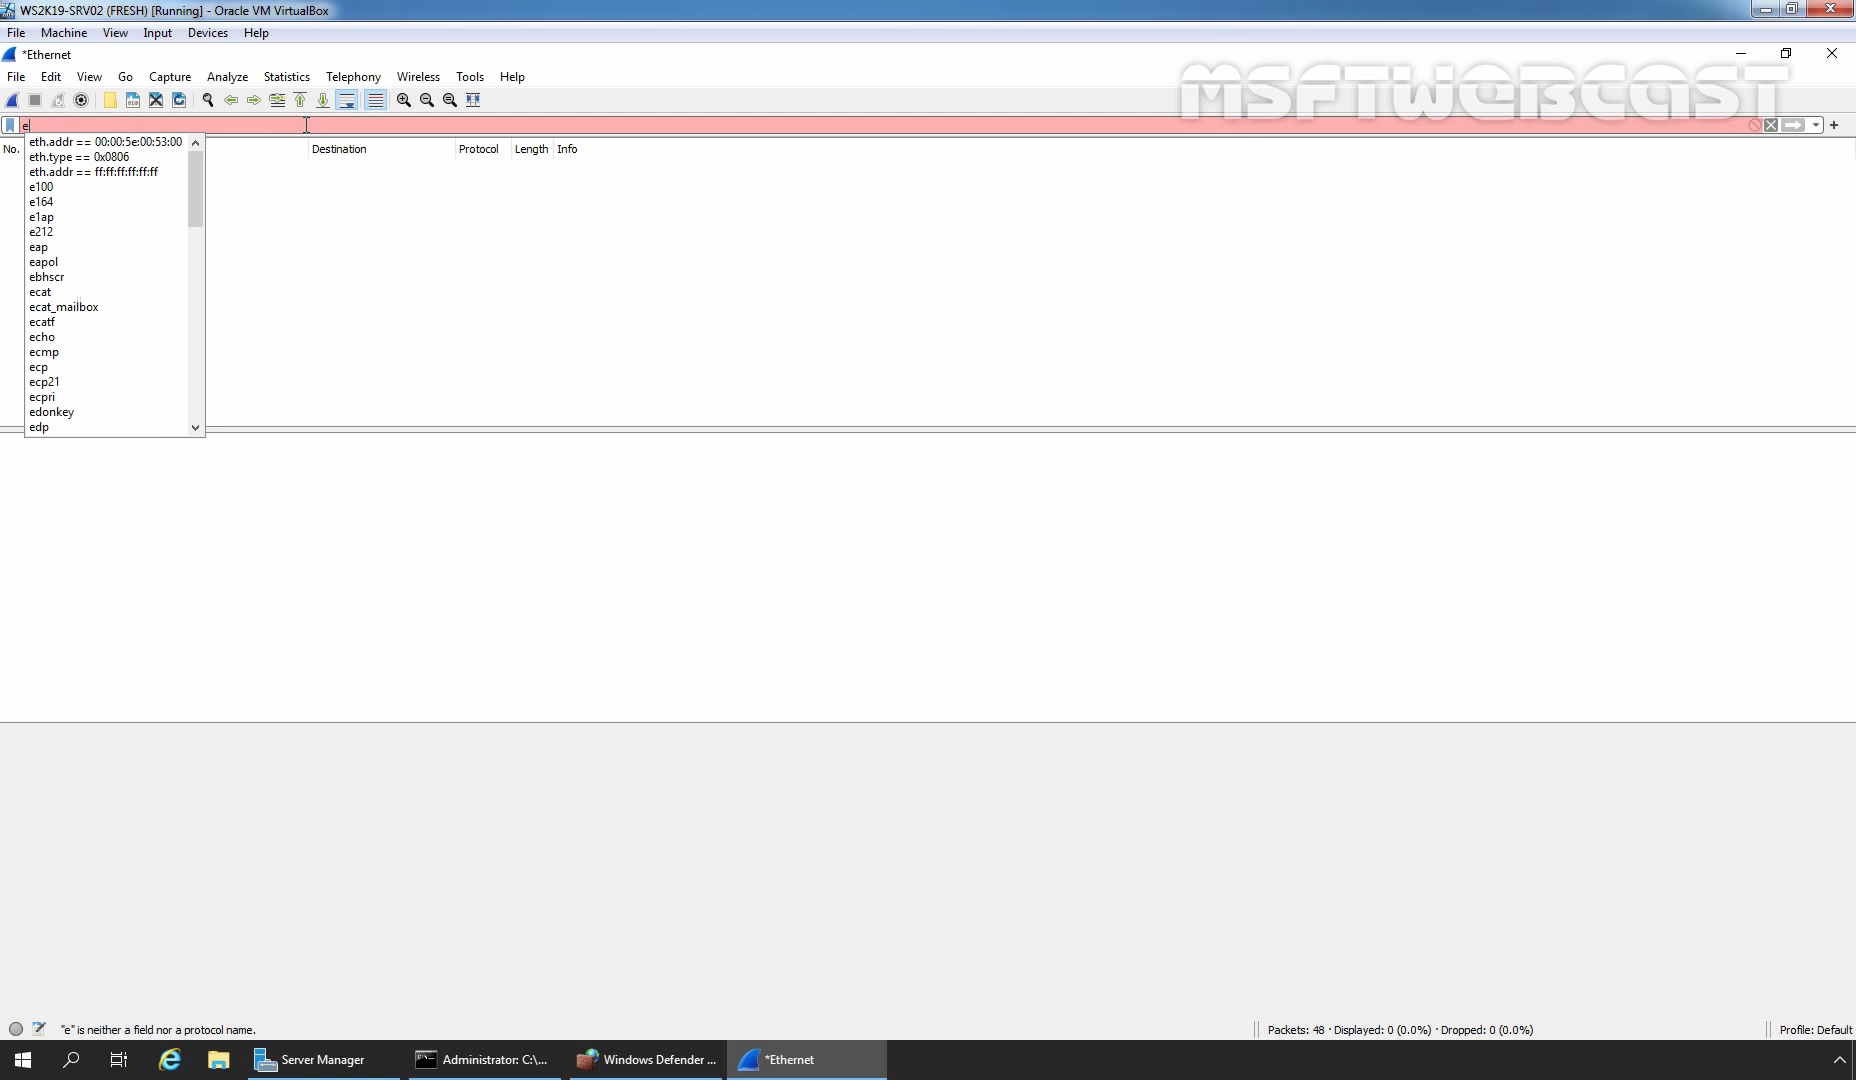 WS2K19-SRV02 (FRESH) [Running] - Oracle VM VirtualBox
File Machine View Input Devices Help
*Ethernet
File Edit View Go Capture Analyze Statistics Telephony Wireless Tools Help
MSFTWEBCAST
e
No. Destination Protocol Length Info
eth.addr == 00:00:5e:00:53:00
eth.type == 0x0806
eth.addr == ff:ff:ff:ff:ff:ff
e100
e164
e1ap
e212
eap
eapol
ebhscr
ecat
ecat_mailbox
ecatf
echo
ecmp
ecp
ecp21
ecpri
edonkey
edp
"e" is neither a field nor a protocol name. Packets: 48 · Displayed: 0 (0.0%) · Dropped: 0 (0.0%) Profile: Default
Server Manager Administrator: C:\... Windows Defender ... *Ethernet